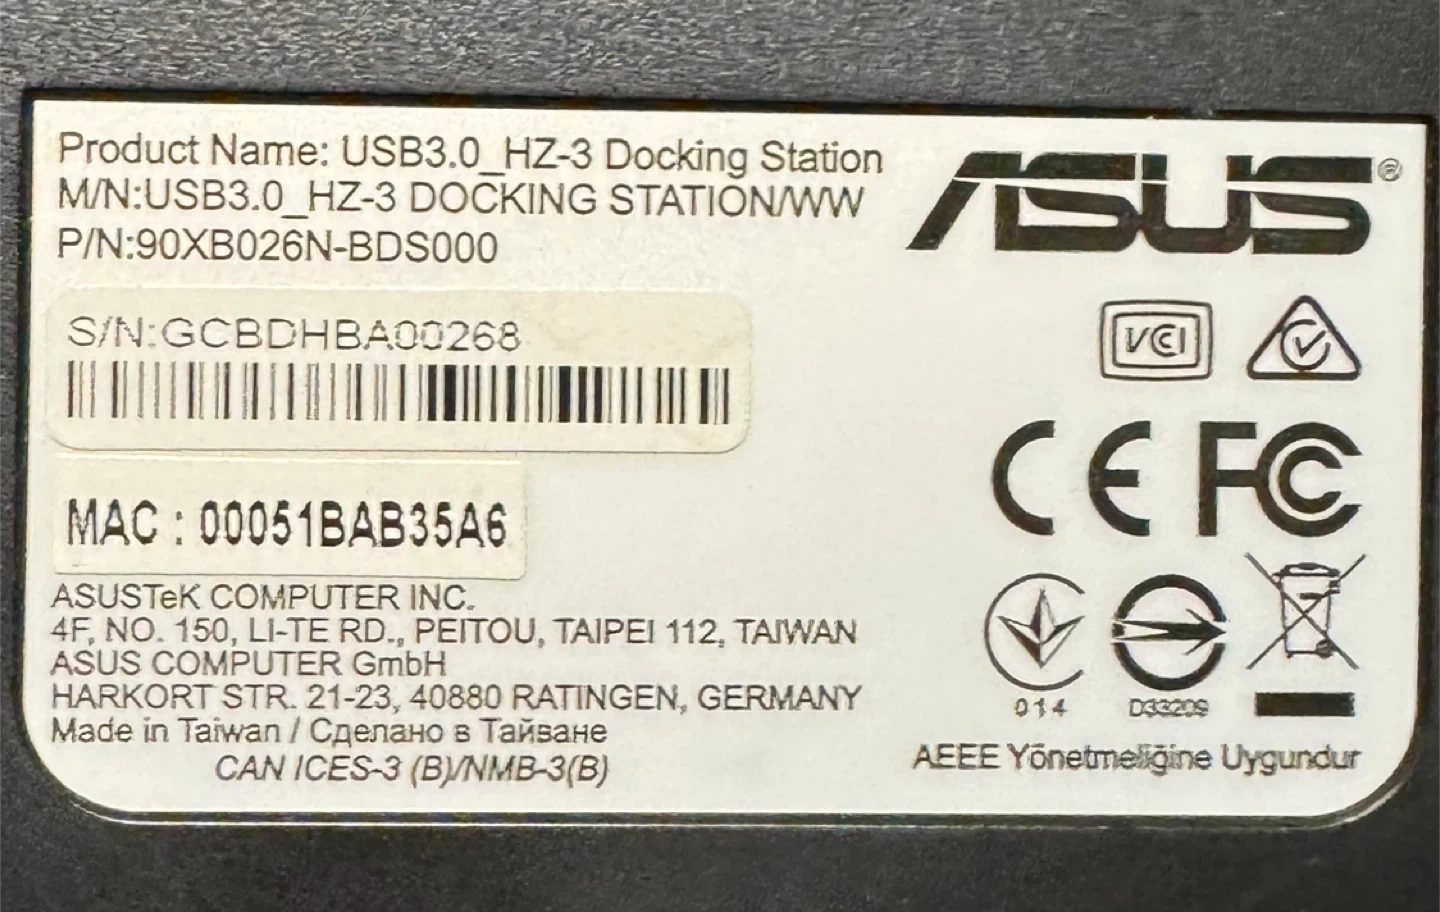 Product Name: USB3.0_HZ-3 Docking Station
M/N:USB3.0_HZ-3 DOCKING STATION/WW
P/N:90XB026N-BDS000
ASUS®
S/N:GCBDHBA00268
VCI
MAC : 00051BAB35A6
CE FC
ASUSTeK COMPUTER INC.
4F, NO. 150, LI-TE RD., PEITOU, TAIPEI 112, TAIWAN
ASUS COMPUTER GmbH
HARKORT STR. 21-23, 40880 RATINGEN, GERMANY
Made in Taiwan / Сделано в Тайване
CAN ICES-3 (B)/NMB-3(B)
014
D33209
AEEE Yönetmeliğine Uygundur